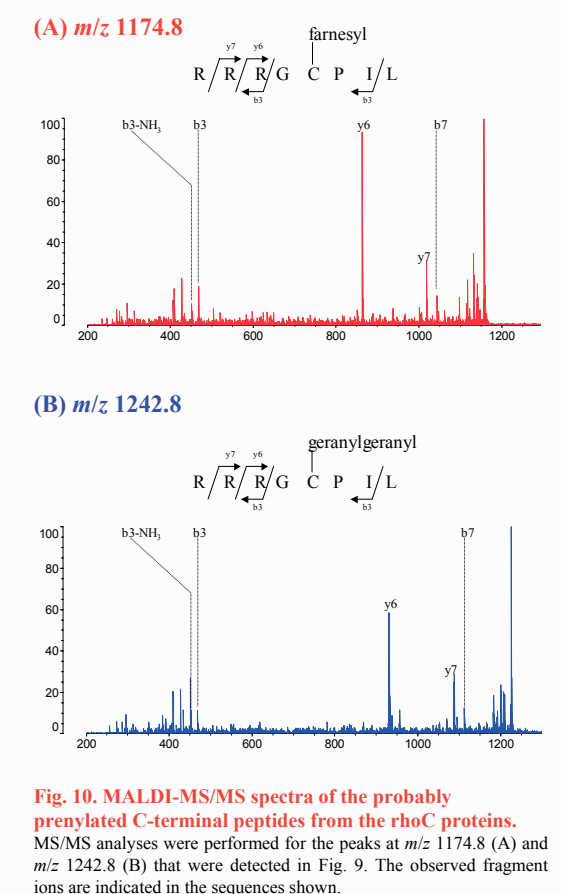 (A) m/z 1174.8
farnesyl
y7 y6
R R R G C P I L
b3 b3
b3-NH3 b3 y6 b7
100
80
60
40
y7
20
0
200 400 600 800 1000 1200
(B) m/z 1242.8
geranylgeranyl
y7 y6
R R R G C P I L
b3 b3
b3-NH3 b3 b7
100
80
60
y6
40
y7
20
0
200 400 600 800 1000 1200
Fig. 10. MALDI-MS/MS spectra of the probably
prenylated C-terminal peptides from the rhoC proteins.
MS/MS analyses were performed for the peaks at m/z 1174.8 (A) and
m/z 1242.8 (B) that were detected in Fig. 9. The observed fragment
ions are indicated in the sequences shown.